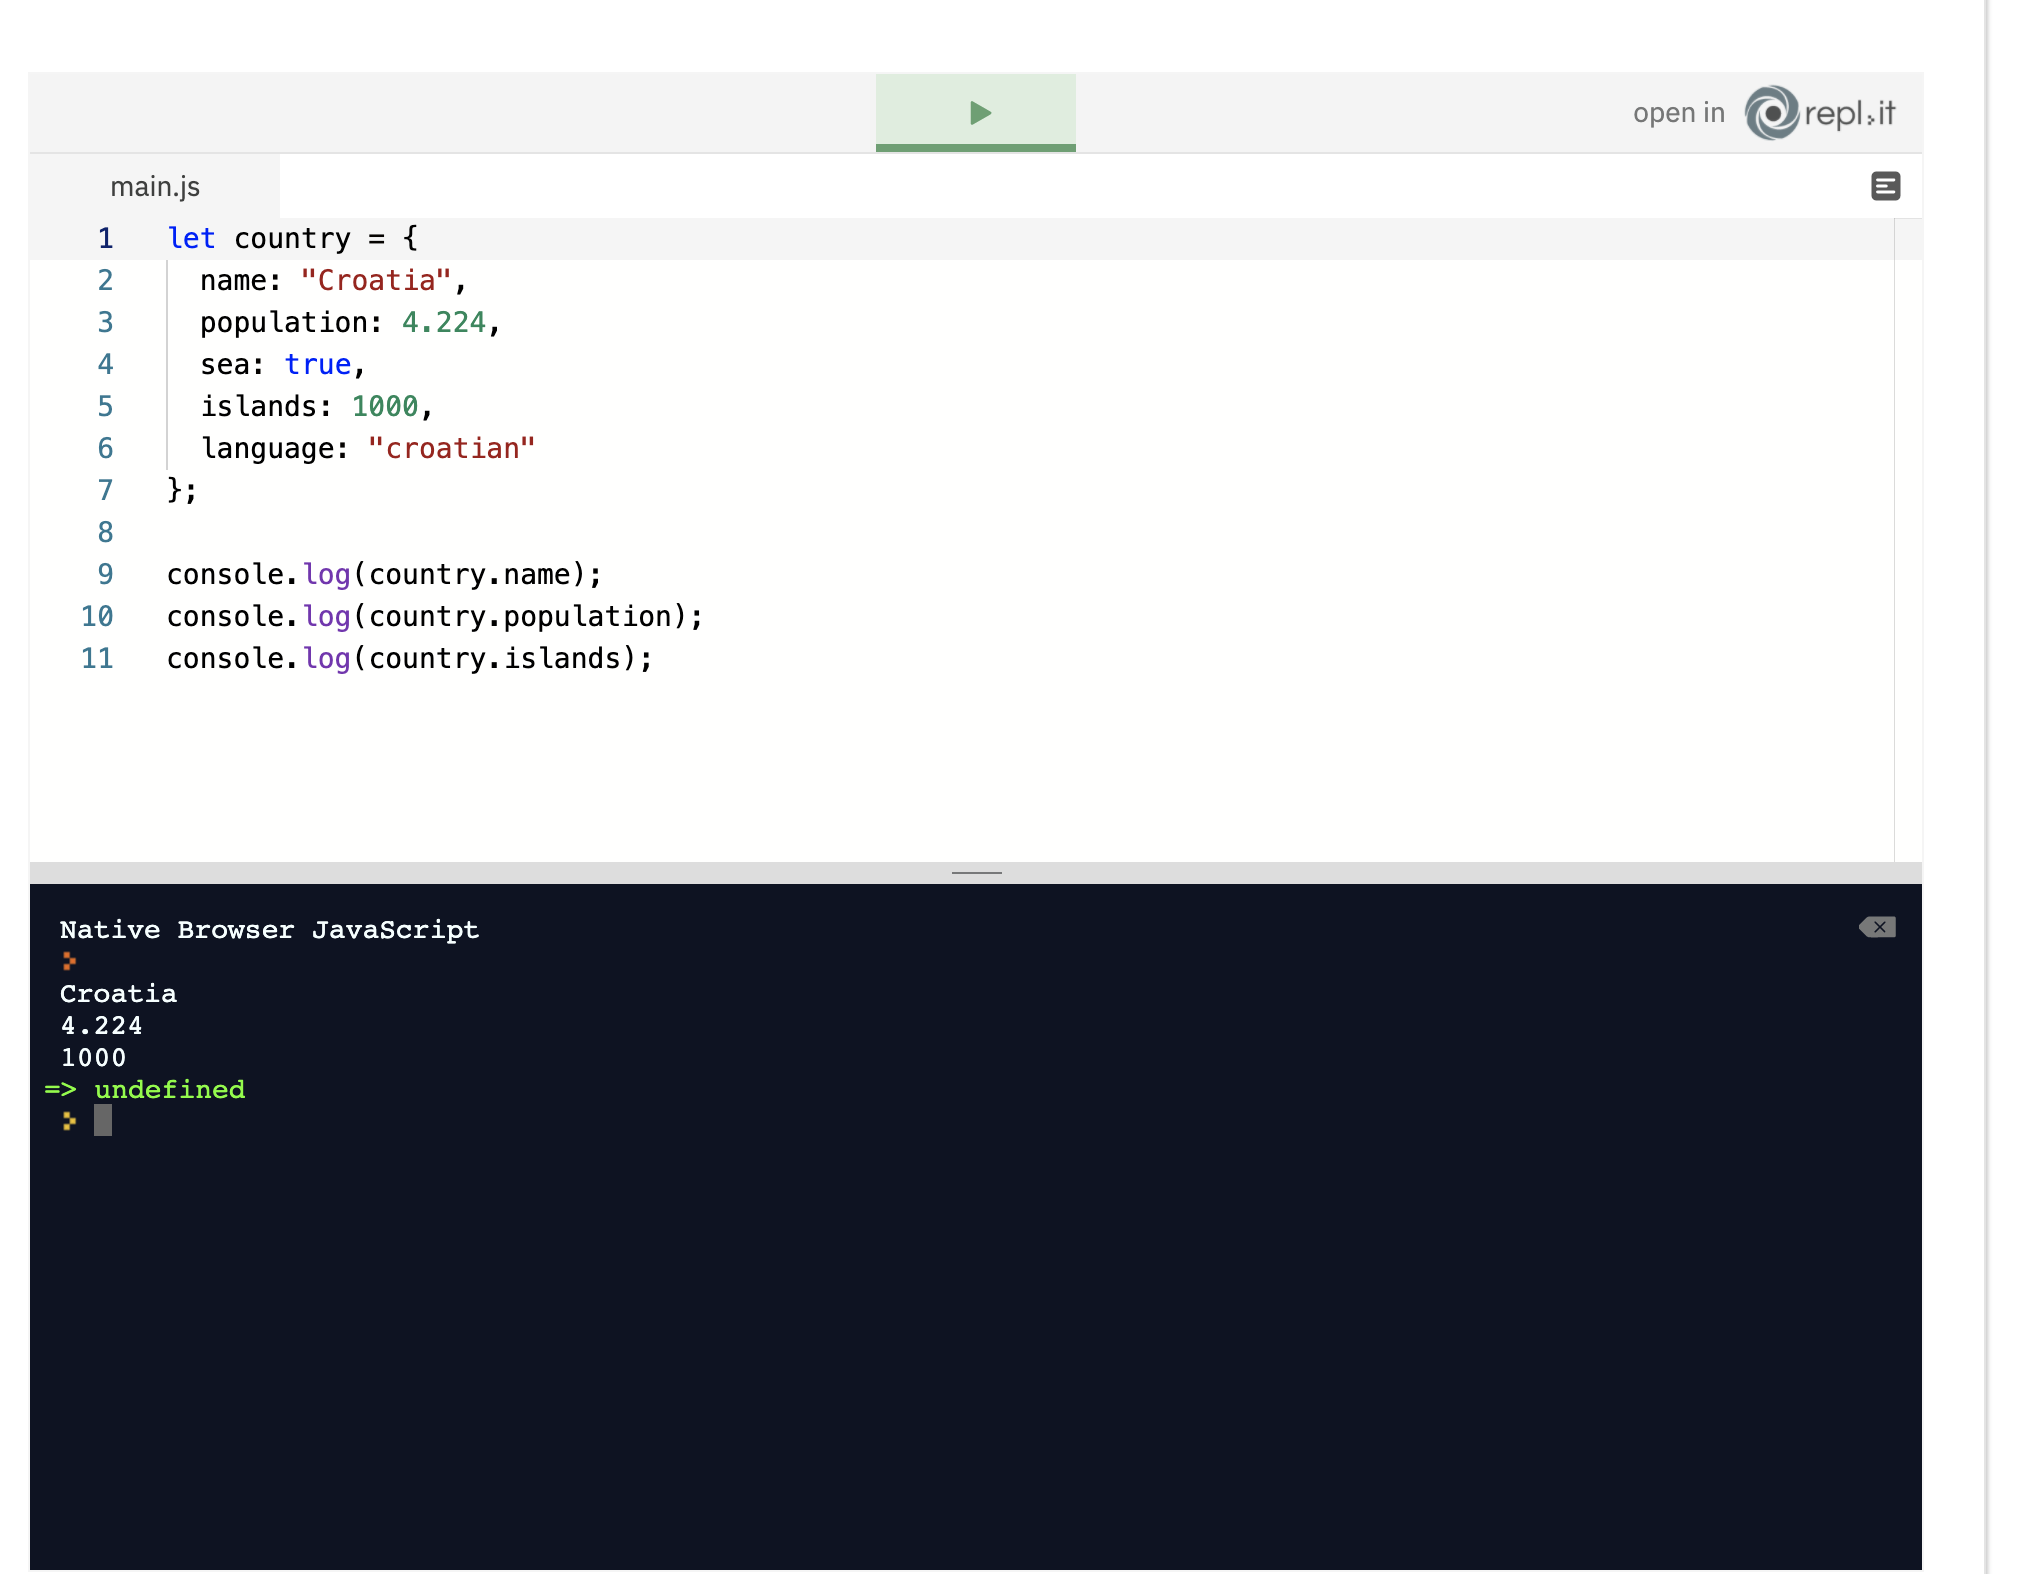 open in repl.it
main.js
1 let country = {
2   name: "Croatia",
3   population: 4.224,
4   sea: true,
5   islands: 1000,
6   language: "croatian"
7 };
8
9 console.log(country.name);
10 console.log(country.population);
11 console.log(country.islands);
Native Browser JavaScript
Croatia
4.224
1000
=> undefined